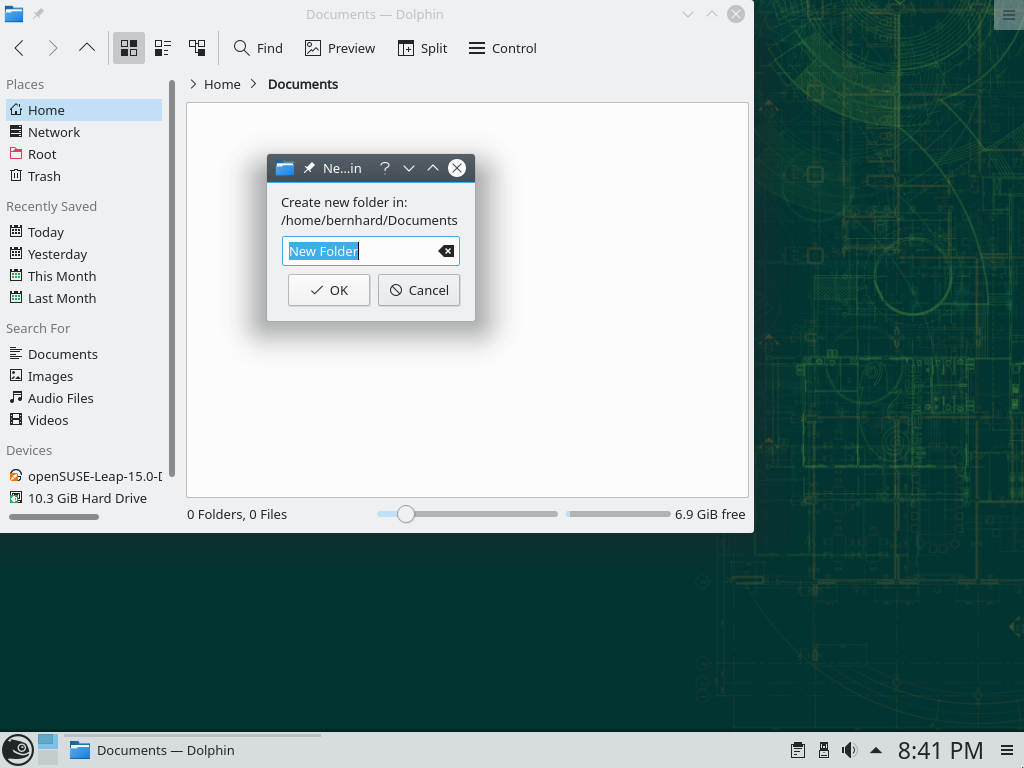 Documents — Dolphin
Find
Preview
Split
Control
Places
Home
Network
Root
Trash
Recently Saved
Today
Yesterday
This Month
Last Month
Search For
Documents
Images
Audio Files
Videos
Devices
openSUSE-Leap-15.0-
10.3 GiB Hard Drive
Home
Documents
Ne...in
Create new folder in:
/home/bernhard/Documents
New Folder
OK
Cancel
0 Folders, 0 Files
6.9 GiB free
Documents — Dolphin
8:41 PM